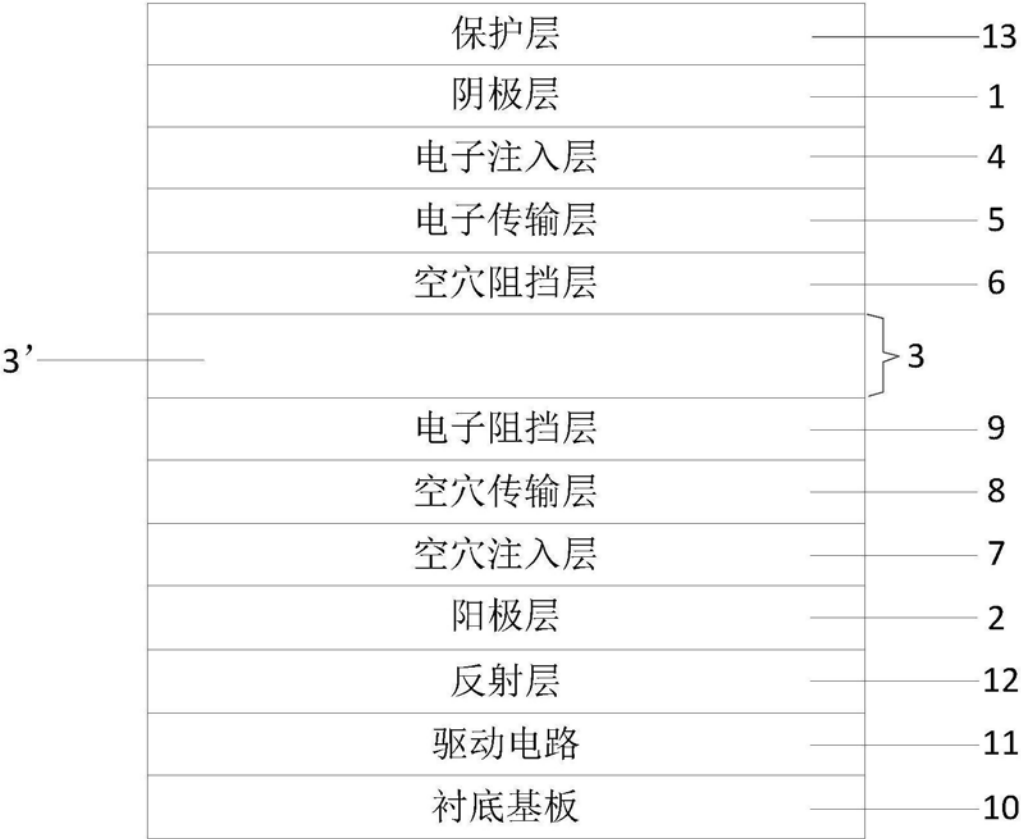 保护层 13
阴极层 1
电子注入层 4
电子传输层 5
空穴阻挡层 6
3’ 3
电子阻挡层 9
空穴传输层 8
空穴注入层 7
阳极层 2
反射层 12
驱动电路 11
衬底基板 10